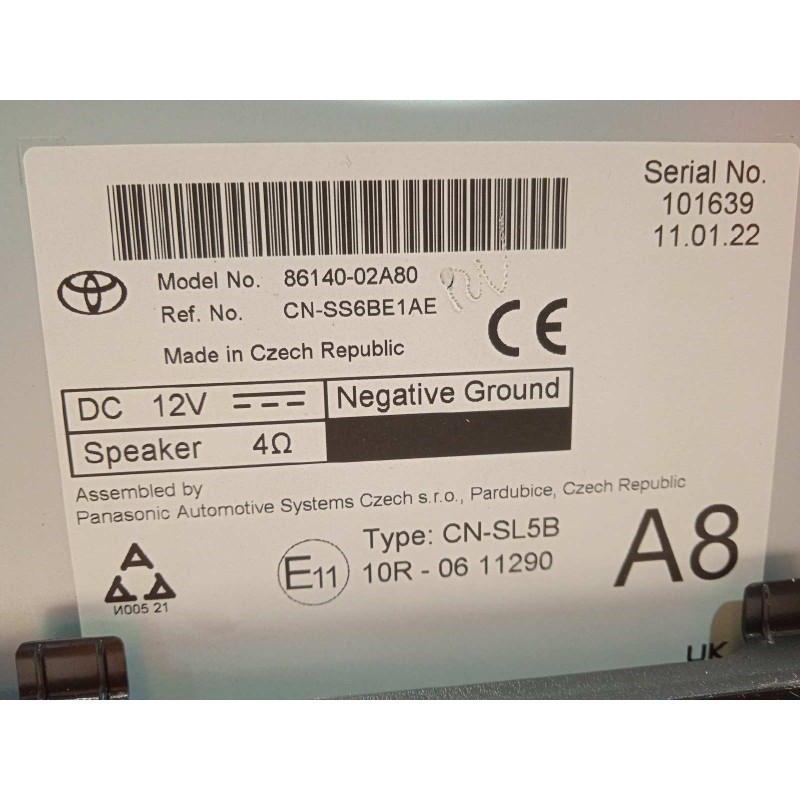 Serial No.
101639
11.01.22
Model No. 86140-02A80
Ref. No. CN-SS6BE1AE
CE
Made in Czech Republic
DC 12V Negative Ground
Speaker 4Ω
Assembled by
Panasonic Automotive Systems Czech s.r.o., Pardubice, Czech Republic
Type: CN-SL5B
E11 10R - 06 11290
A8
И005 21
UK